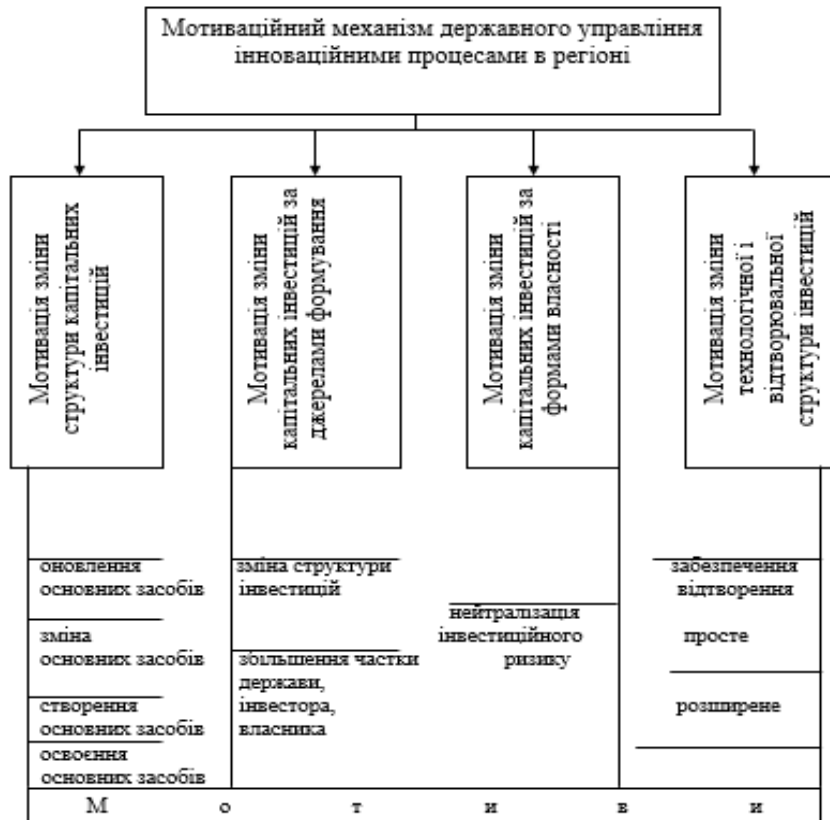 Мотиваційний механізм державного управління
інноваційними процесами в регіоні
Мотивація зміни
структури капітальних
інвестицій
Мотивація зміни
капітальних інвестицій за
джерелами формування
Мотивація зміни
капітальних інвестицій за
формами власності
Мотивація зміни
технологічної і
відтворювальної
структури інвестицій
оновлення
основних засобів
зміна
основних засобів
створення
основних засобів
освоєння
основних засобів
зміна структури
інвестицій
збільшення частки
держави,
інвестора,
власника
нейтралізація
інвестиційного
ризику
забезпечення
відтворення
просте
розширене
М о т и в и